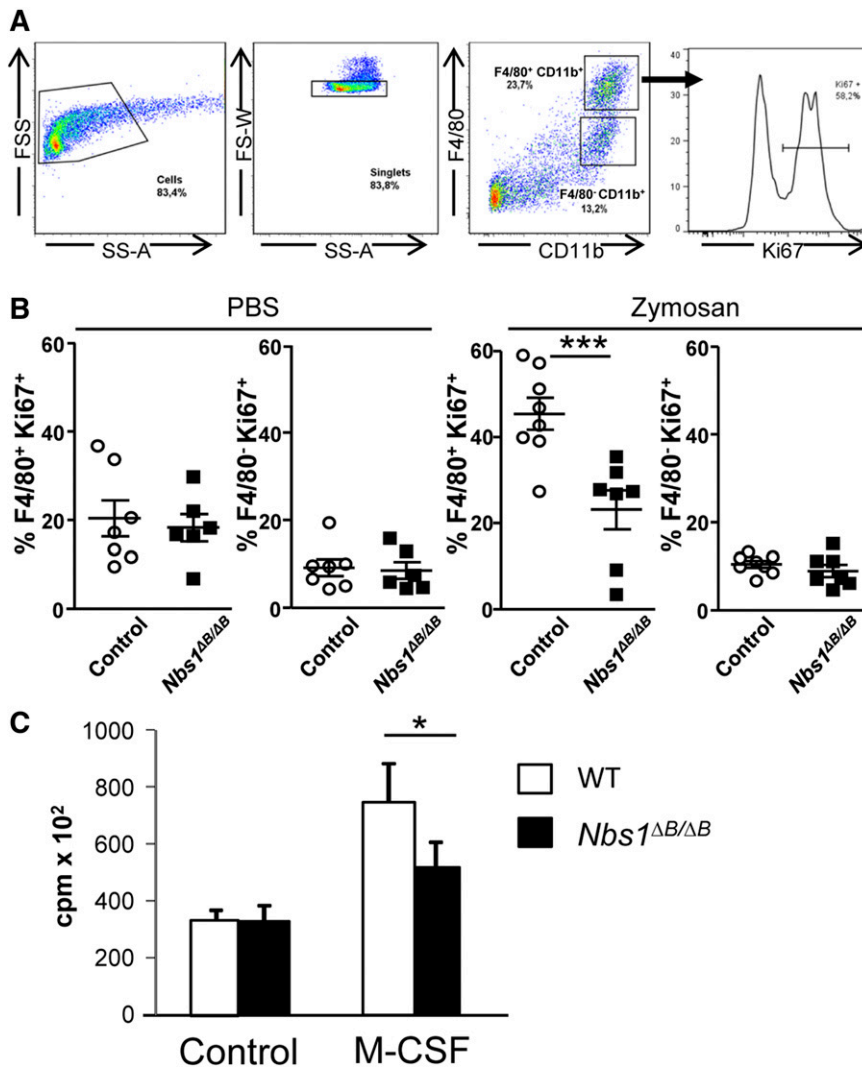 A
FSS
Cells
83,4%
SS-A
FS-W
Singlets
83,8%
SS-A
F4/80
F4/80⁺ CD11b⁺
23,7%
F4/80⁻ CD11b⁺
13,2%
CD11b
40
30
20
10
0
Ki67 +
58,2%
Ki67
B
PBS
Zymosan
% F4/80⁺ Ki67⁺
60
40
20
0
Control
Nbs1ΔB/ΔB
% F4/80⁻ Ki67⁺
60
40
20
0
Control
Nbs1ΔB/ΔB
% F4/80⁺ Ki67⁺
60
40
20
0
***
Control
Nbs1ΔB/ΔB
% F4/80⁻ Ki67⁺
60
40
20
0
Control
Nbs1ΔB/ΔB
C
cpm x 10²
1000
800
600
400
200
0
*
Control
M-CSF
WT
Nbs1ΔB/ΔB